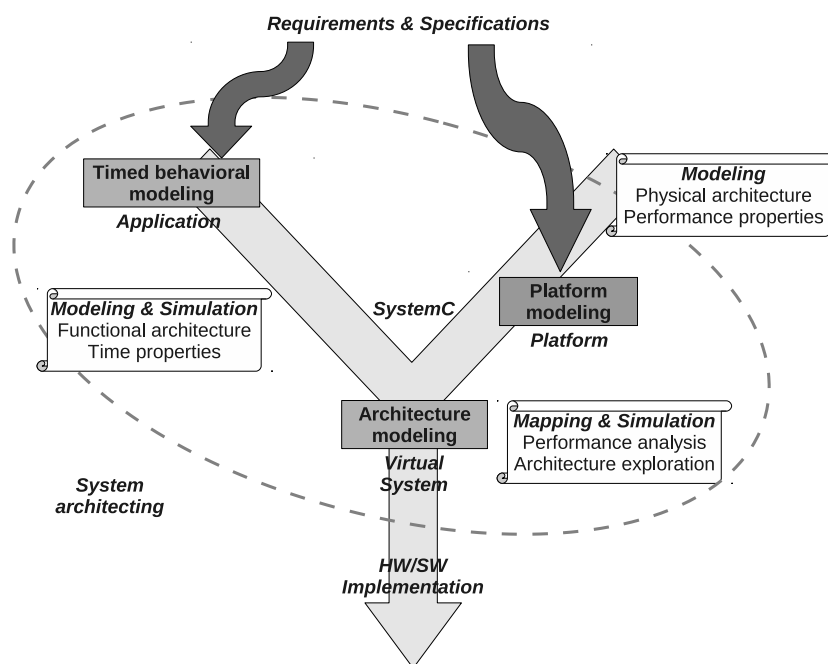 Requirements & Specifications
Timed behavioral
modeling
Application
Modeling
Physical architecture
Performance properties
Modeling & Simulation
Functional architecture
Time properties
SystemC
Platform
modeling
Platform
Architecture
modeling
Virtual
System
Mapping & Simulation
Performance analysis
Architecture exploration
System
architecting
HW/SW
Implementation